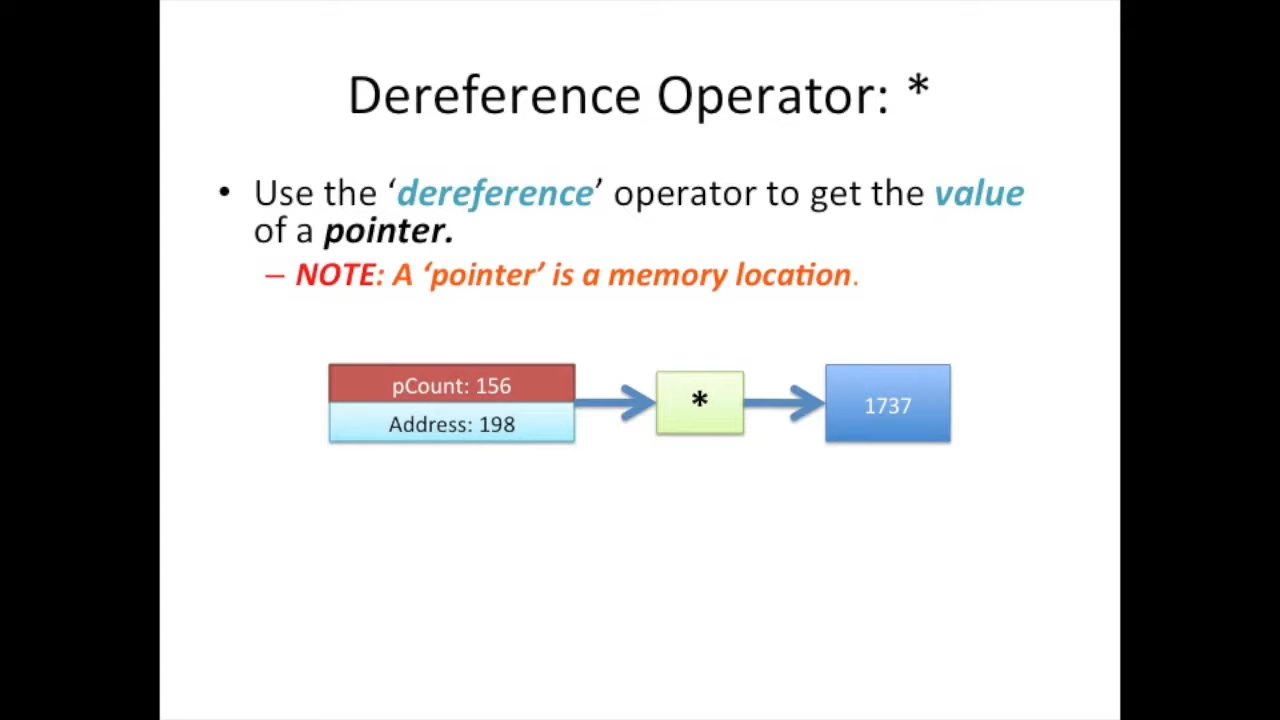 Dereference Operator: *
• Use the ‘dereference’ operator to get the value
of a pointer.
– NOTE: A ‘pointer’ is a memory location.
pCount: 156
Address: 198
*
1737